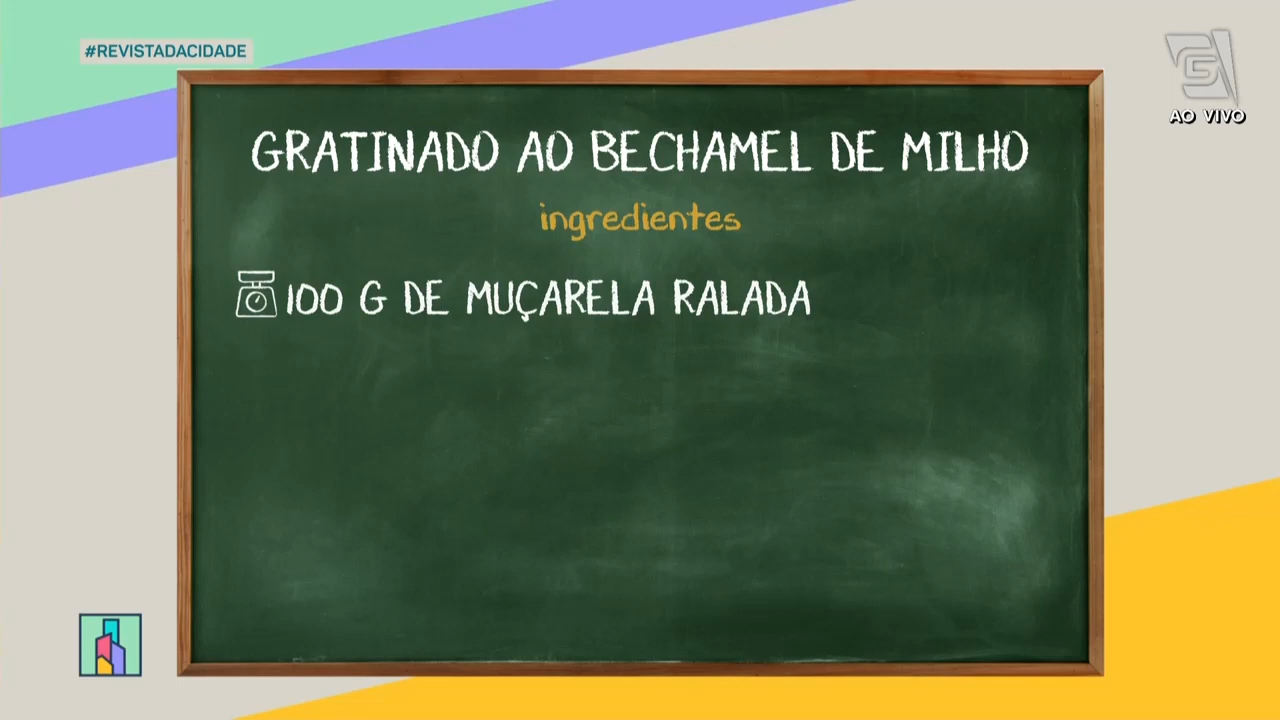 #REVISTADACIDADE
AO VIVO
GRATINADO AO BECHAMEL DE MILHO
ingredientes
100 G DE MUÇARELA RALADA